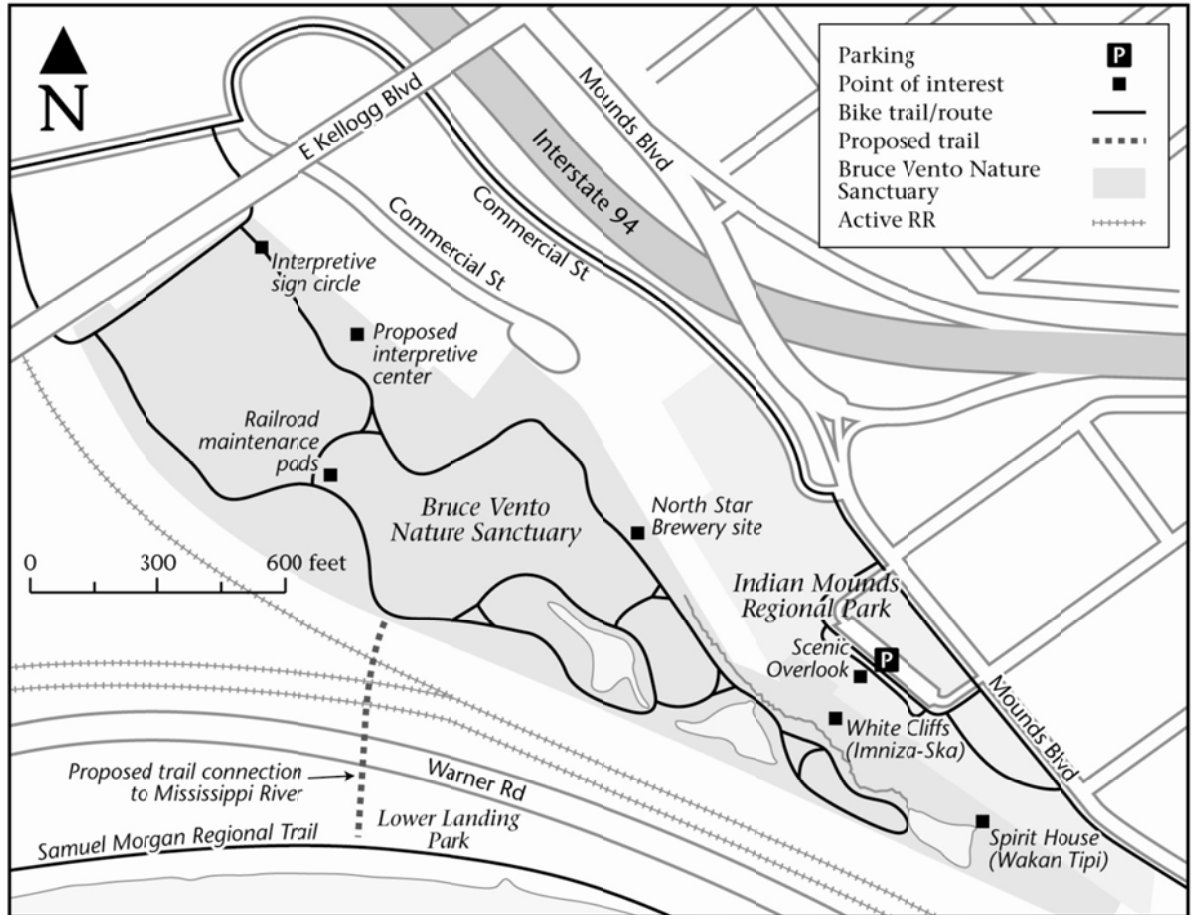 N
E Kellogg Blvd
Mounds Blvd
Interstate 94
Commercial St
Commercial St
Parking
P
Point of interest
Bike trail/route
Proposed trail
Bruce Vento Nature
Sanctuary
Active RR
Interpretive
sign circle
Proposed
interpretive
center
Railroad
maintenance
pads
Bruce Vento
Nature Sanctuary
North Star
Brewery site
0 300 600 feet
Indian Mounds
Regional Park
Scenic
Overlook
P
White Cliffs
(Imniza-Ska)
Mounds Blvd
Spirit House
(Wakan Tipi)
Proposed trail connection
to Mississippi River
Warner Rd
Lower Landing
Park
Samuel Morgan Regional Trail